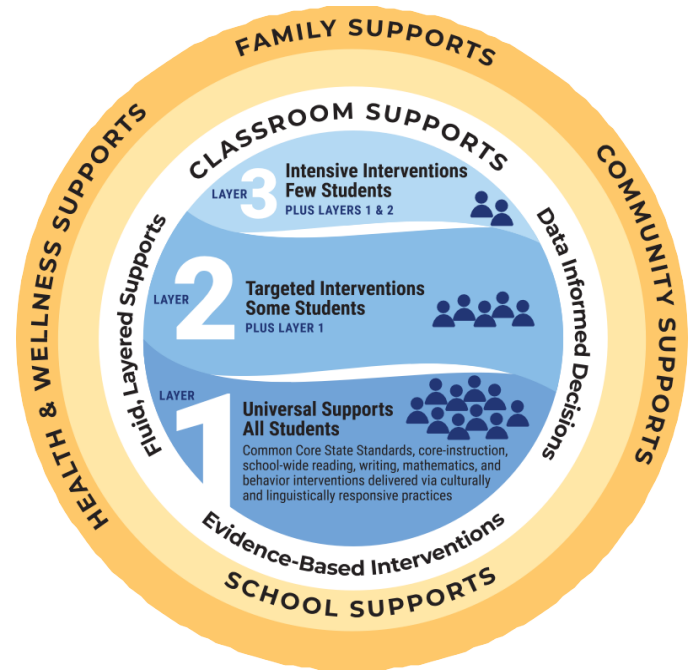 FAMILY SUPPORTS
HEALTH & WELLNESS SUPPORTS
COMMUNITY SUPPORTS
CLASSROOM SUPPORTS
Fluid, Layered Supports
Data Informed Decisions
LAYER 3
Intensive Interventions
Few Students
PLUS LAYERS 1 & 2
LAYER 2
Targeted Interventions
Some Students
PLUS LAYER 1
LAYER 1
Universal Supports
All Students
Common Core State Standards, core-instruction,
school-wide reading, writing, mathematics, and
behavior interventions delivered via culturally
and linguistically responsive practices
Evidence-Based Interventions
SCHOOL SUPPORTS